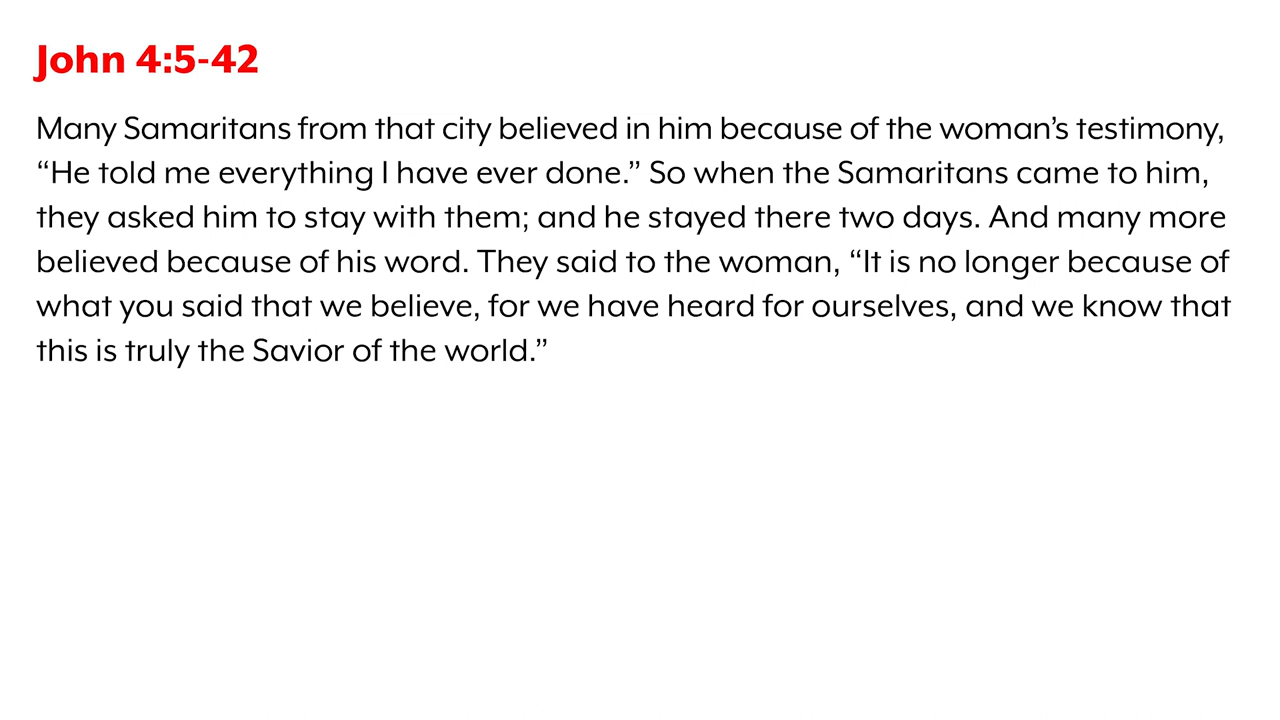 John 4:5-42
Many Samaritans from that city believed in him because of the woman’s testimony,
“He told me everything I have ever done.” So when the Samaritans came to him,
they asked him to stay with them; and he stayed there two days. And many more
believed because of his word. They said to the woman, “It is no longer because of
what you said that we believe, for we have heard for ourselves, and we know that
this is truly the Savior of the world.”